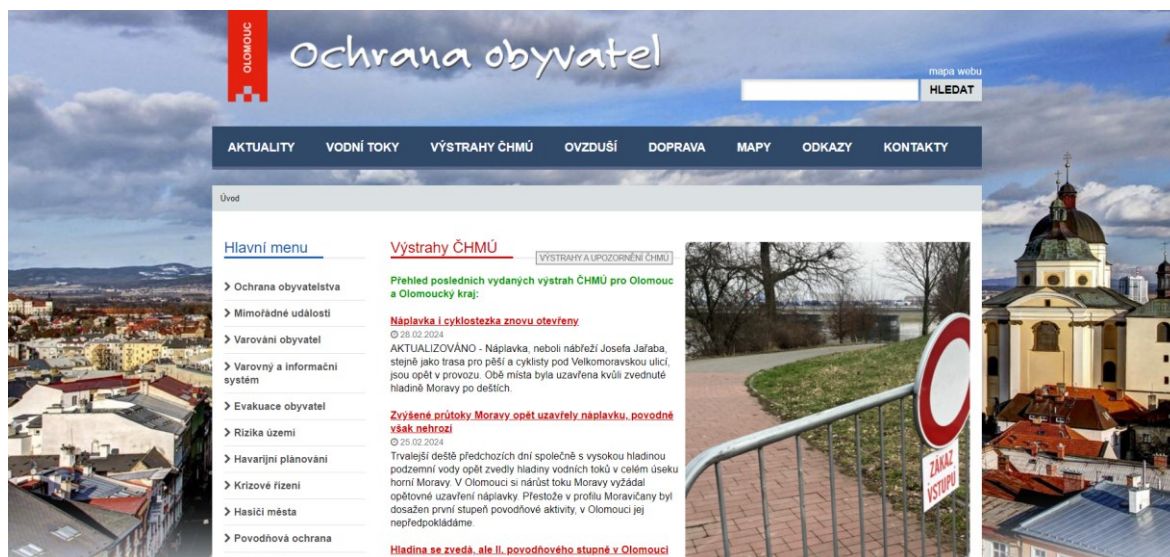 OLOMOUC
Ochrana obyvatel
mapa webu
HLEDAT
AKTUALITY VODNÍ TOKY VÝSTRAHY ČHMÚ OVZDUŠÍ DOPRAVA MAPY ODKAZY KONTAKTY
Úvod
Hlavní menu
Ochrana obyvatelstva
Mimořádné události
Varování obyvatel
Varovný a informační
systém
Evakuace obyvatel
Rizika území
Havarijní plánování
Krizové řízení
Hasiči města
Povodňová ochrana
Výstrahy ČHMÚ
VÝSTRAHY A UPOZORNĚNÍ ČHMÚ
Přehled posledních vydaných výstrah ČHMÚ pro Olomouc
a Olomoucký kraj:
Náplavka i cyklostezka znovu otevřeny
28.02.2024
AKTUALIZOVÁNO - Náplavka, neboli nábřeží Josefa Jařaba,
stejně jako trasa pro pěší a cyklisty pod Velkomoravskou ulicí,
jsou opět v provozu. Obě místa byla uzavřena kvůli zvednuté
hladině Moravy po deštích.
Zvýšené průtoky Moravy opět uzavřely náplavku, povodně
však nehrozí
25.02.2024
Trvalejší deště předchozích dní společně s vysokou hladinou
podzemní vody opět zvedly hladiny vodních toků v celém úseku
horní Moravy. V Olomouci si nárůst toku Moravy vyžádal
opětovné uzavření náplavky. Přestože v profilu Moravičany byl
dosažen první stupeň povodňové aktivity, v Olomouci jej
nepředpokládáme.
Hladina se zvedá, ale II. povodňového stupně v Olomouci
ZÁKAZ
VSTUPU